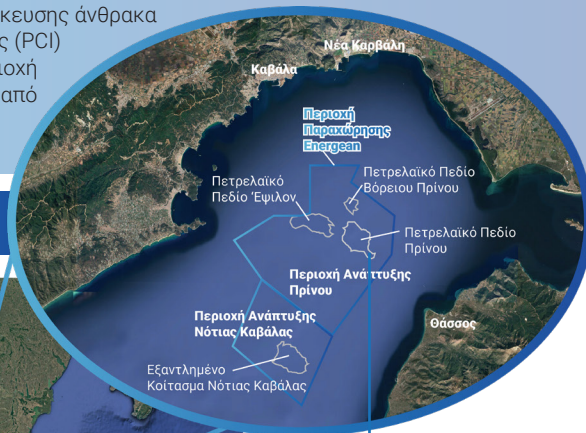 κευσης άνθρακα
ς (PCI)
ιοχή
από
Νέα Καρβάλη
Καβάλα
Περιοχή
Παραχώρησης
Energean
Πετρελαϊκό Πεδίο
Βόρειου Πρίνου
Πετρελαϊκό
Πεδίο Έψιλον
Πετρελαϊκό Πεδίο
Πρίνου
Περιοχή Ανάπτυξης
Πρίνου
Περιοχή Ανάπτυξης
Νότιας Καβάλας
Θάσσος
Εξαντλημένο
Κοίτασμα Νότιας Καβάλας